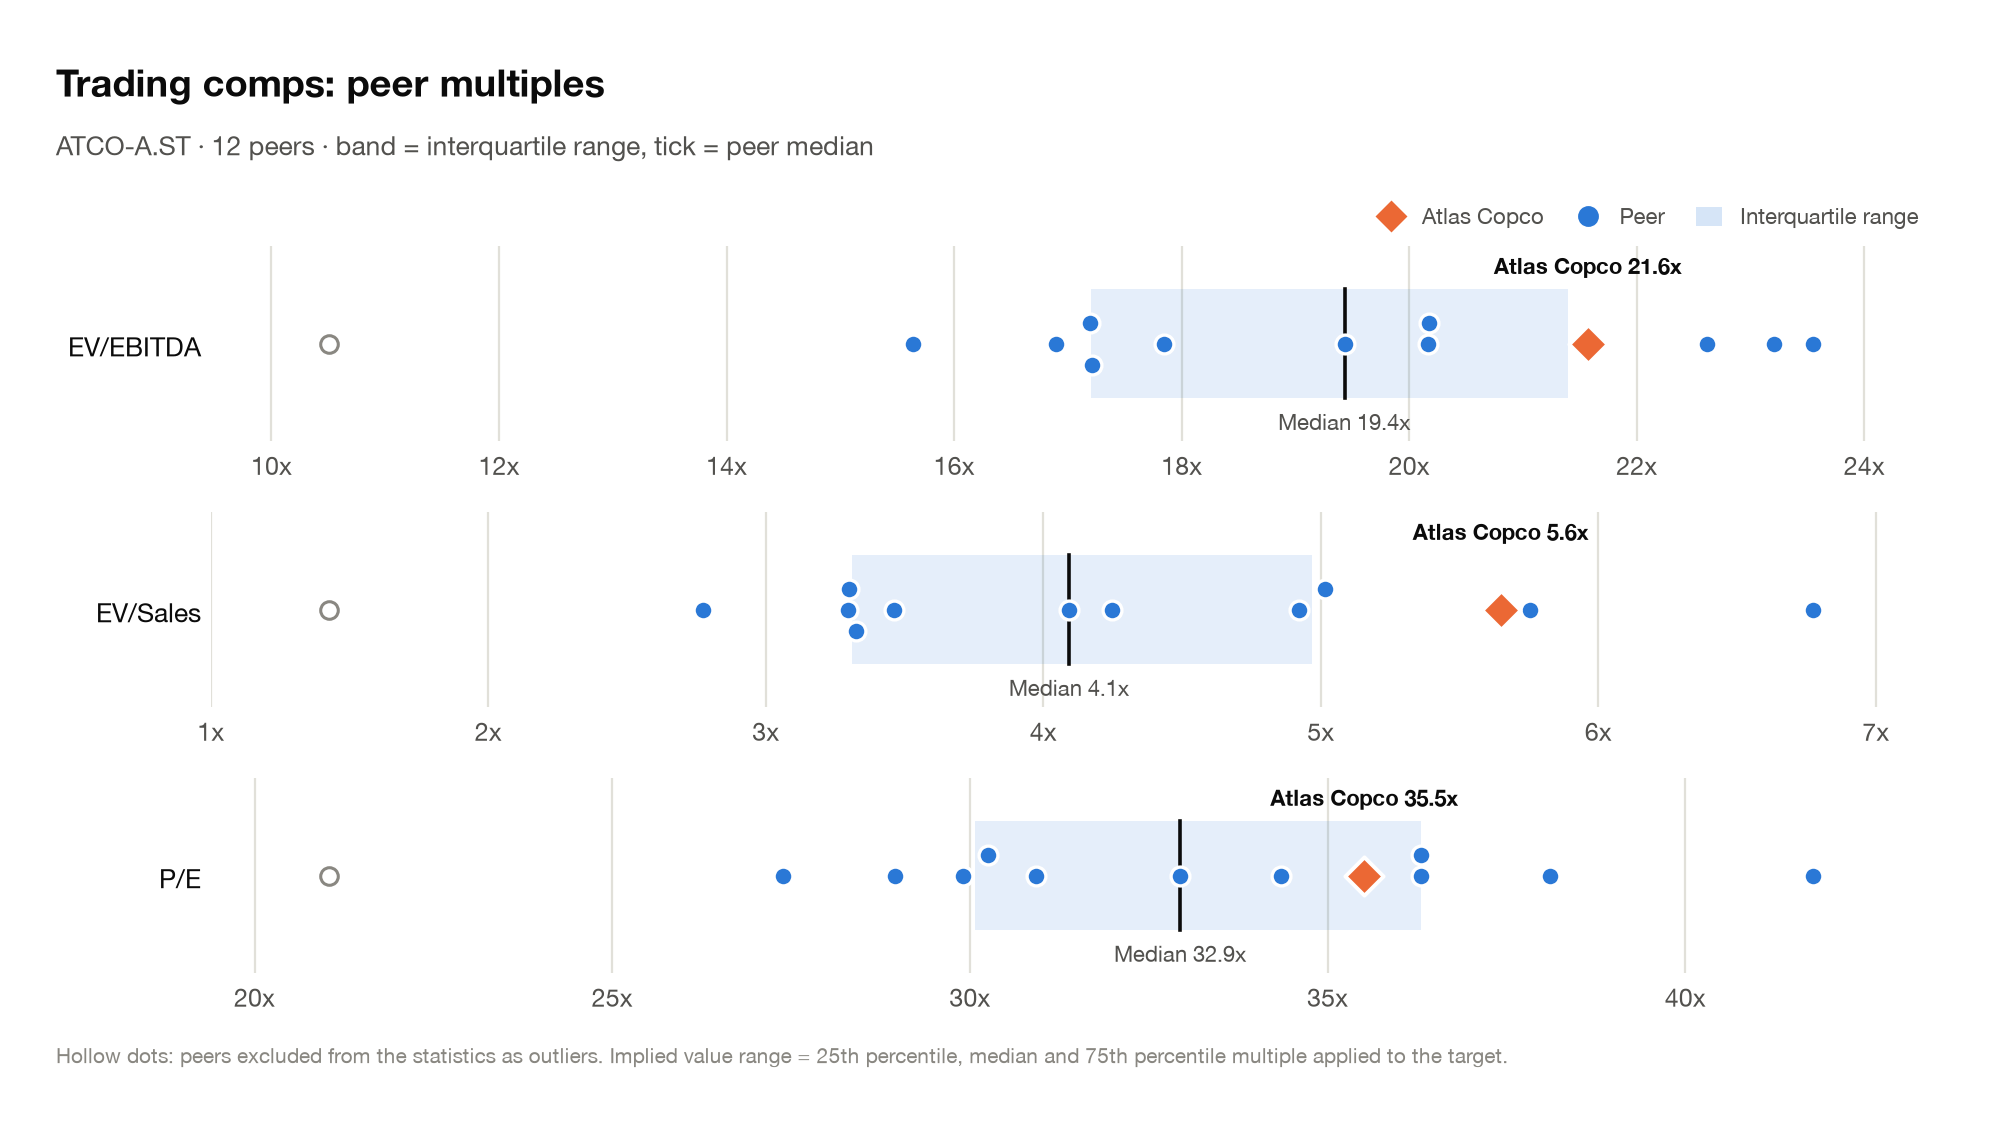 Trading comps: peer multiples
ATCO-A.ST · 12 peers · band = interquartile range, tick = peer median
Atlas Copco
Peer
Interquartile range
Atlas Copco 21.6x
EV/EBITDA
Median 19.4x
10x 12x 14x 16x 18x 20x 22x 24x
Atlas Copco 5.6x
EV/Sales
Median 4.1x
1x 2x 3x 4x 5x 6x 7x
Atlas Copco 35.5x
P/E
Median 32.9x
20x 25x 30x 35x 40x
Hollow dots: peers excluded from the statistics as outliers. Implied value range = 25th percentile, median and 75th percentile multiple applied to the target.